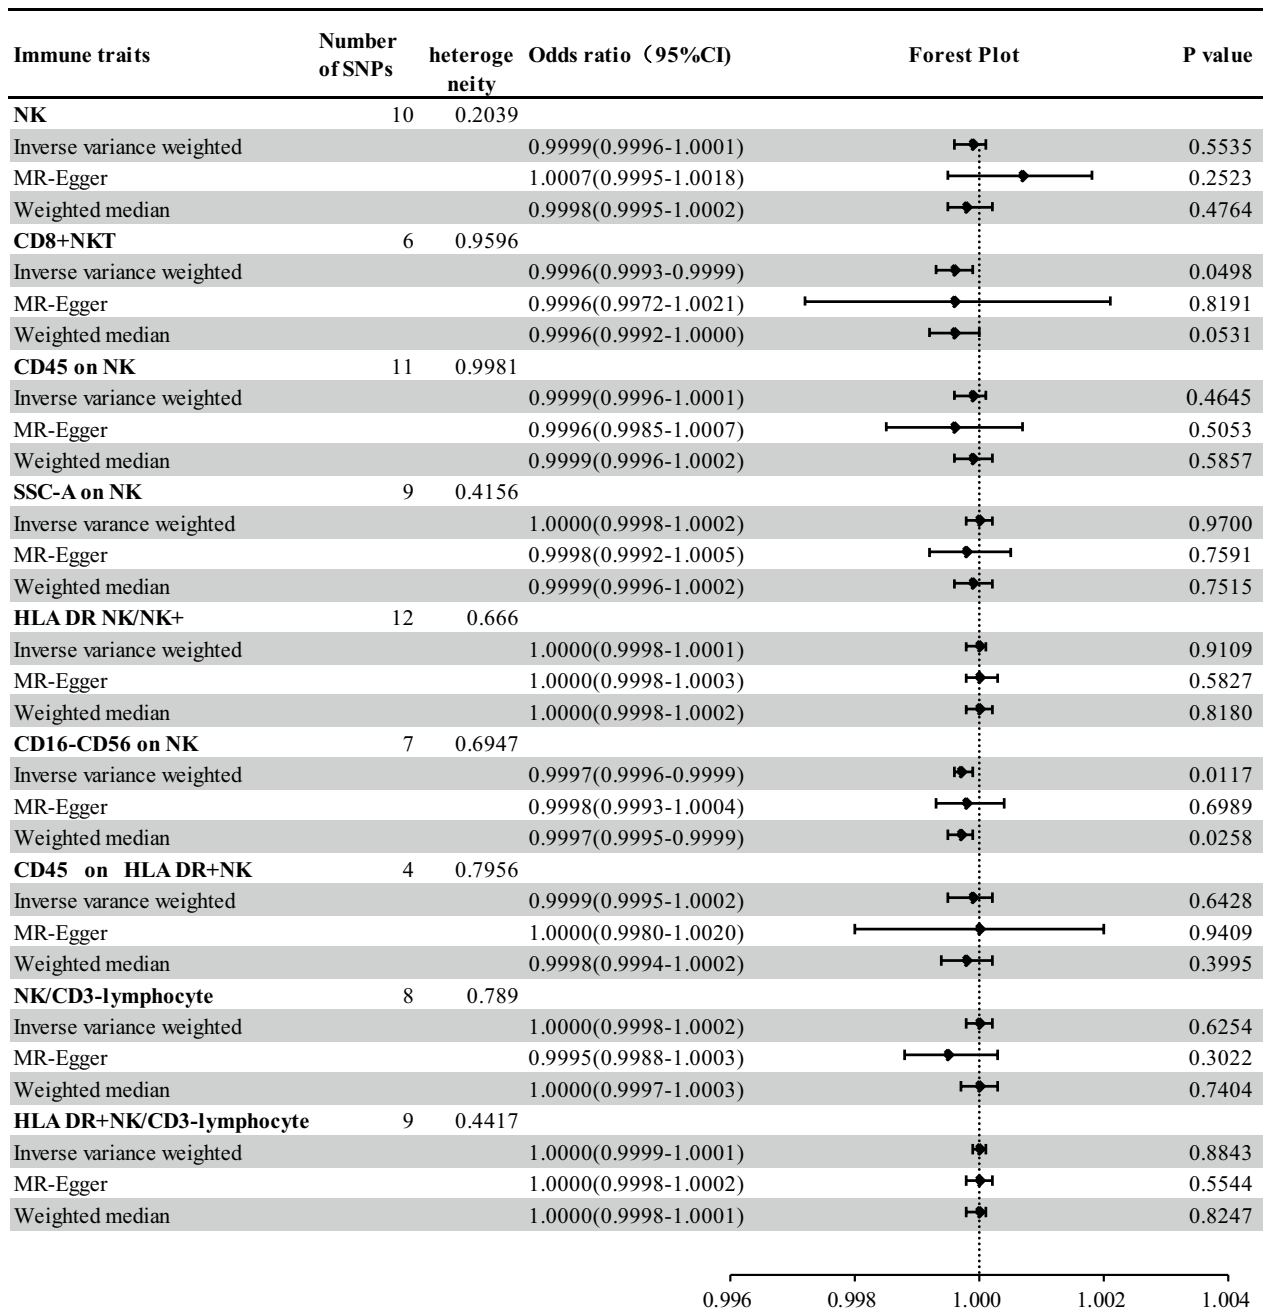 Immune traits Number of SNPs heteroge neity Odds ratio（95%CI) Forest Plot P value
NK 10 0.2039
Inverse variance weighted 0.9999(0.9996-1.0001) 0.5535
MR-Egger 1.0007(0.9995-1.0018) 0.2523
Weighted median 0.9998(0.9995-1.0002) 0.4764
CD8+NKT 6 0.9596
Inverse variance weighted 0.9996(0.9993-0.9999) 0.0498
MR-Egger 0.9996(0.9972-1.0021) 0.8191
Weighted median 0.9996(0.9992-1.0000) 0.0531
CD45 on NK 11 0.9981
Inverse variance weighted 0.9999(0.9996-1.0001) 0.4645
MR-Egger 0.9996(0.9985-1.0007) 0.5053
Weighted median 0.9999(0.9996-1.0002) 0.5857
SSC-A on NK 9 0.4156
Inverse varance weighted 1.0000(0.9998-1.0002) 0.9700
MR-Egger 0.9998(0.9992-1.0005) 0.7591
Weighted median 0.9999(0.9996-1.0002) 0.7515
HLA DR NK/NK+ 12 0.666
Inverse variance weighted 1.0000(0.9998-1.0001) 0.9109
MR-Egger 1.0000(0.9998-1.0003) 0.5827
Weighted median 1.0000(0.9998-1.0002) 0.8180
CD16-CD56 on NK 7 0.6947
Inverse variance weighted 0.9997(0.9996-0.9999) 0.0117
MR-Egger 0.9998(0.9993-1.0004) 0.6989
Weighted median 0.9997(0.9995-0.9999) 0.0258
CD45 on HLA DR+NK 4 0.7956
Inverse varance weighted 0.9999(0.9995-1.0002) 0.6428
MR-Egger 1.0000(0.9980-1.0020) 0.9409
Weighted median 0.9998(0.9994-1.0002) 0.3995
NK/CD3-lymphocyte 8 0.789
Inverse variance weighted 1.0000(0.9998-1.0002) 0.6254
MR-Egger 0.9995(0.9988-1.0003) 0.3022
Weighted median 1.0000(0.9997-1.0003) 0.7404
HLA DR+NK/CD3-lymphocyte 9 0.4417
Inverse variance weighted 1.0000(0.9999-1.0001) 0.8843
MR-Egger 1.0000(0.9998-1.0002) 0.5544
Weighted median 1.0000(0.9998-1.0001) 0.8247
0.996 0.998 1.000 1.002 1.004